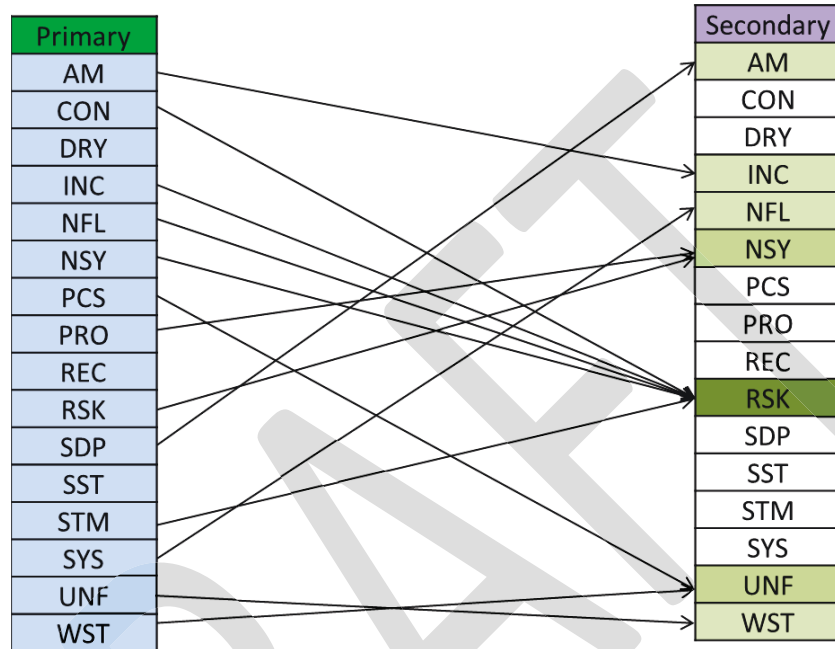 Primary
AM
CON
DRY
INC
NFL
NSY
PCS
PRO
REC
RSK
SDP
SST
STM
SYS
UNF
WST
Secondary
AM
CON
DRY
INC
NFL
NSY
PCS
PRO
REC
RSK
SDP
SST
STM
SYS
UNF
WST
DRAFT